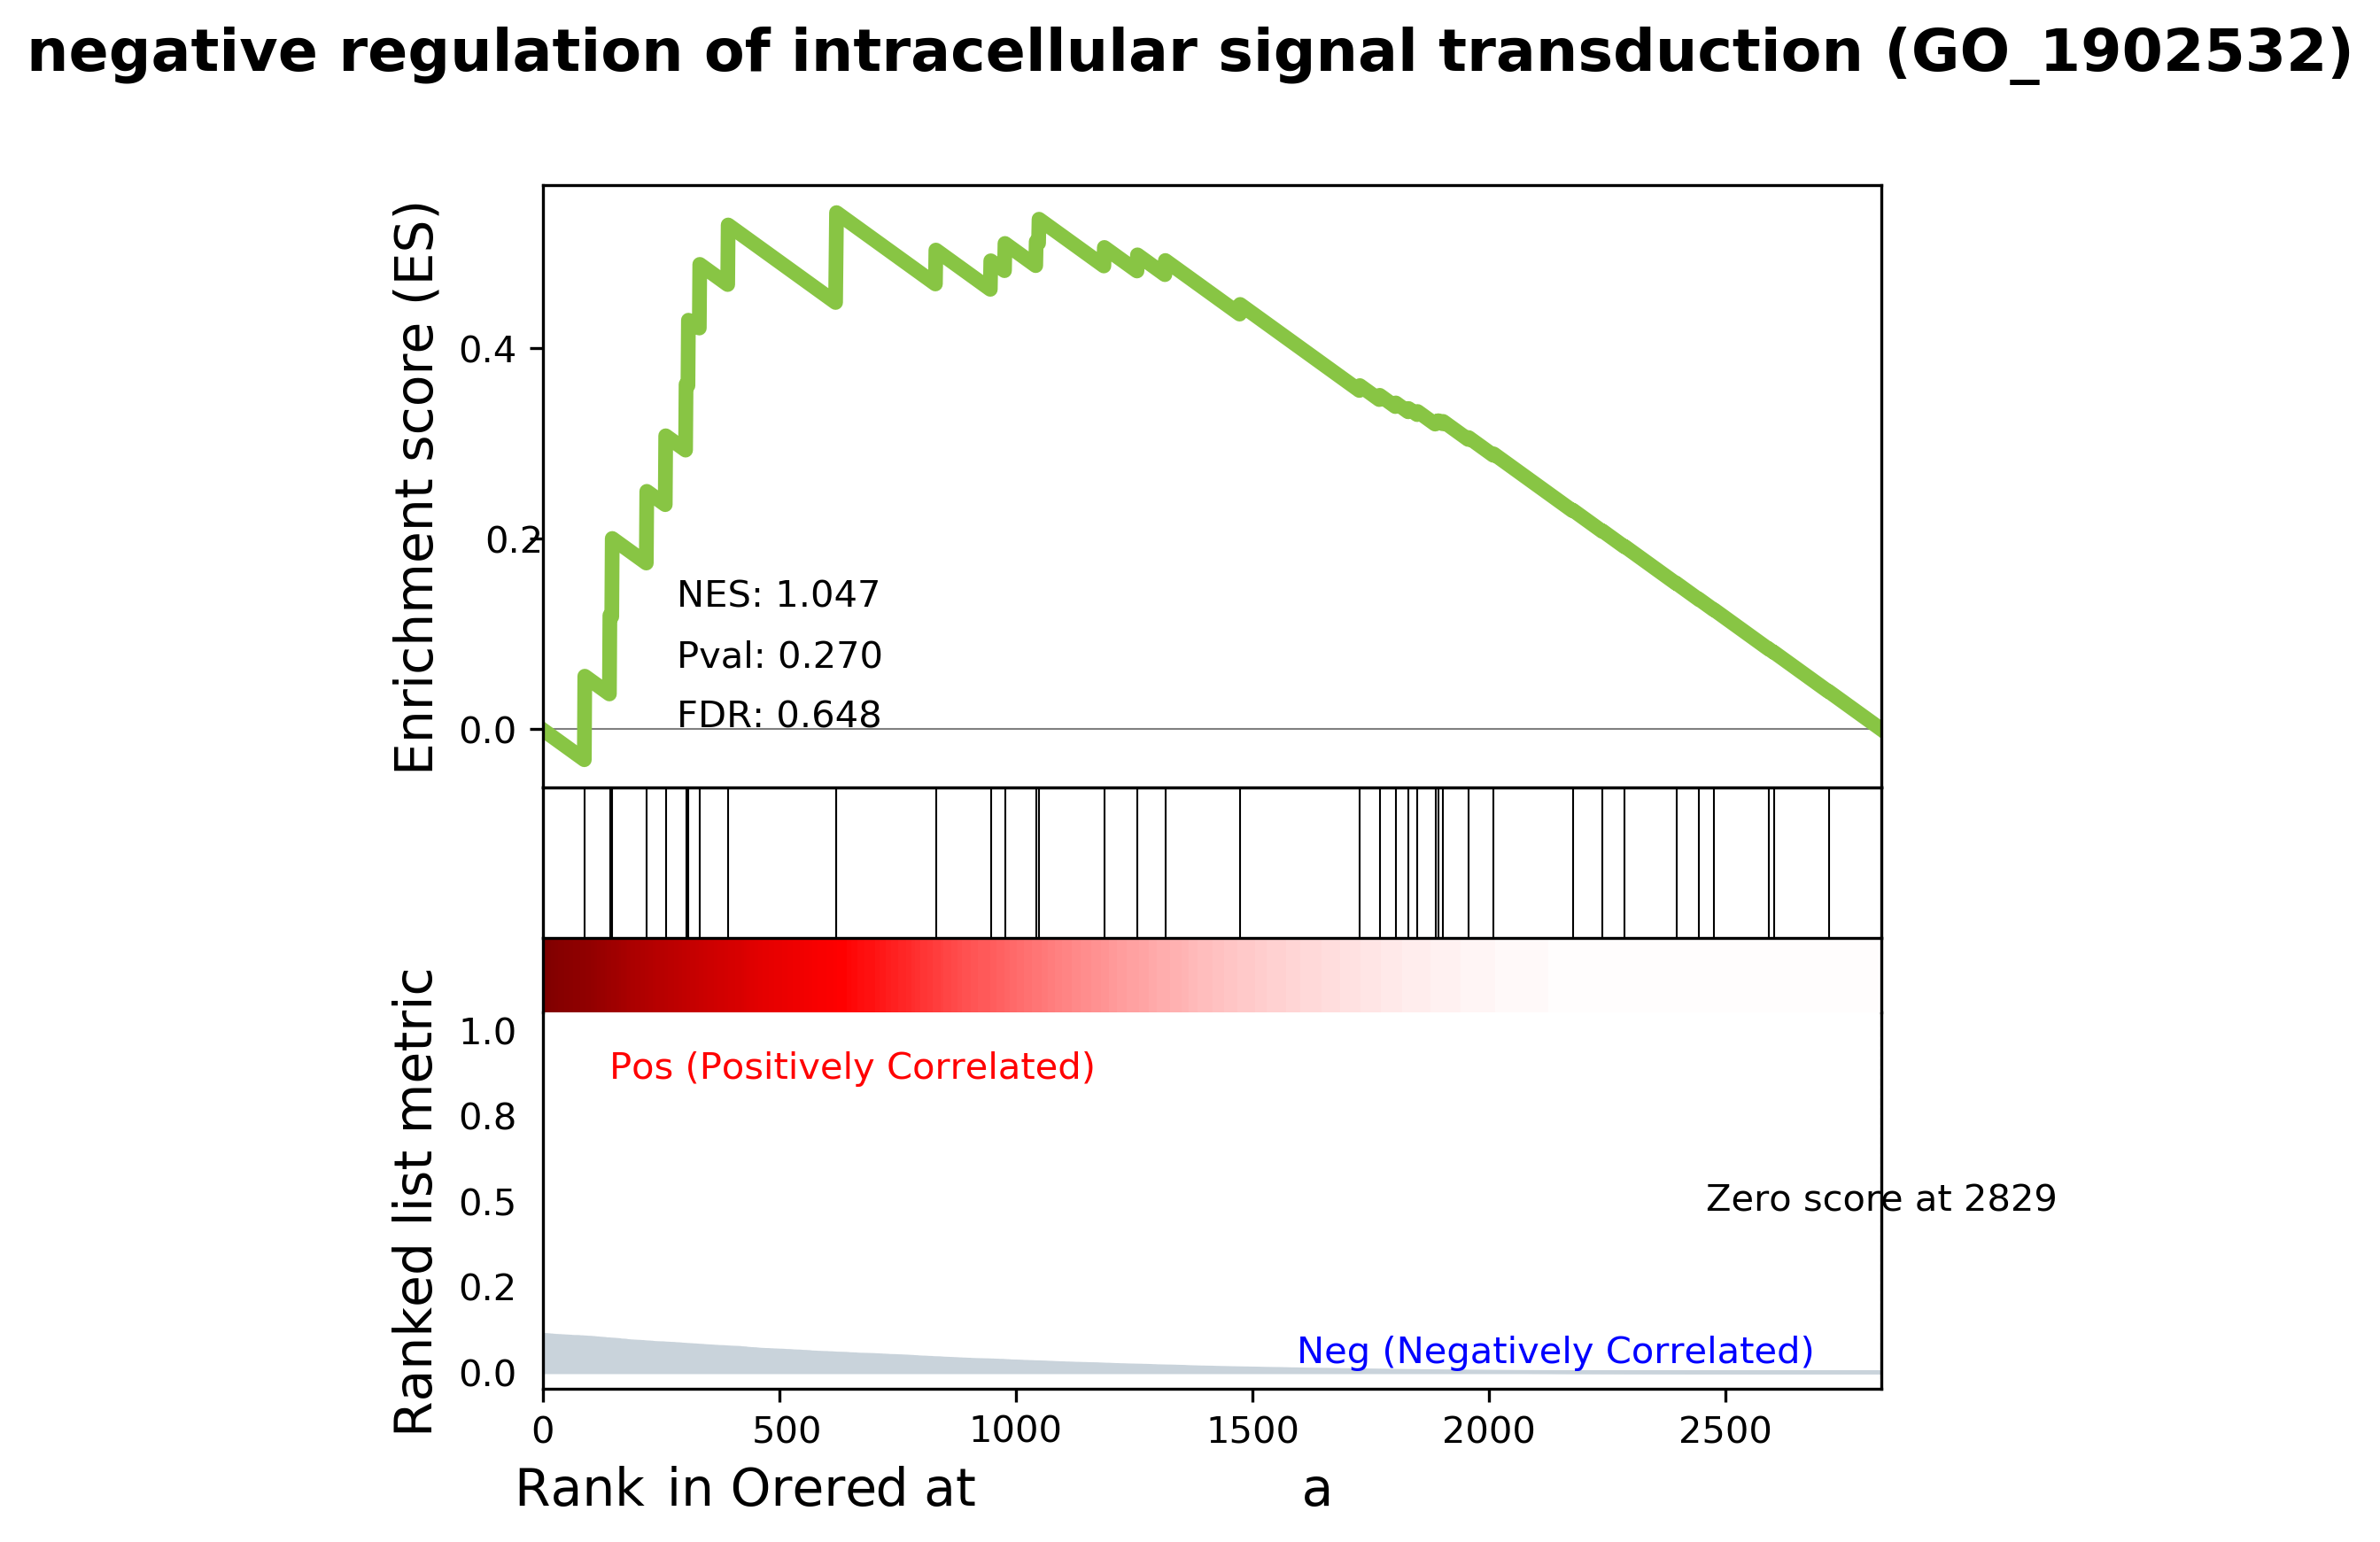 negative regulation of intracellular signal transduction (GO_1902532)
Enrichment score (ES)
0.4
0.2
0.0
NES: 1.047
Pval: 0.270
FDR: 0.648
Ranked list metric
1.0
0.8
0.5
0.2
0.0
Pos (Positively Correlated)
Zero score at 2829
Neg (Negatively Correlated)
0 500 1000 1500 2000 2500
Rank in Orered at a